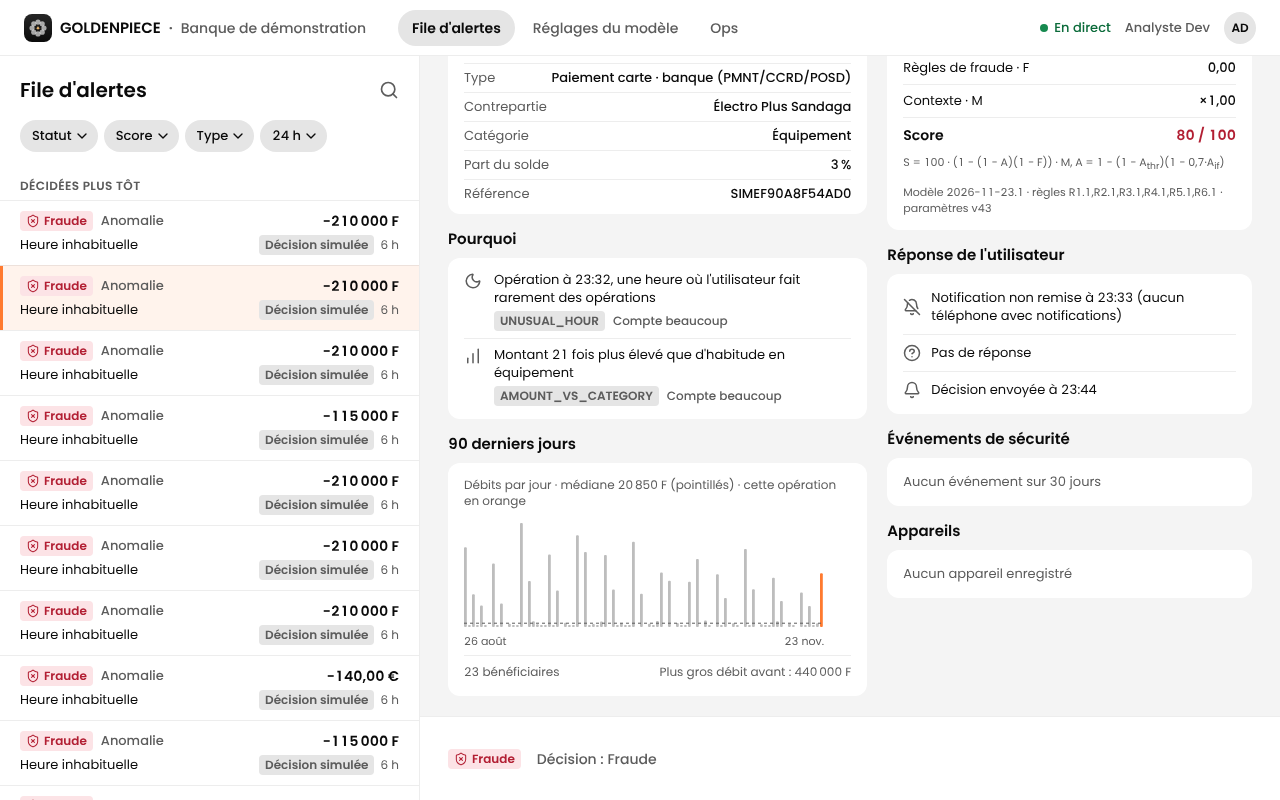 GOLDENPIECE · Banque de démonstration
File d'alertes
Réglages du modèle
Ops
En direct
Analyste Dev
AD
File d'alertes
Statut
Score
Type
24 h
DÉCIDÉES PLUS TÔT
Fraude Anomalie -210 000 F
Heure inhabituelle Décision simulée 6 h
Fraude Anomalie -210 000 F
Heure inhabituelle Décision simulée 6 h
Fraude Anomalie -210 000 F
Heure inhabituelle Décision simulée 6 h
Fraude Anomalie -115 000 F
Heure inhabituelle Décision simulée 6 h
Fraude Anomalie -210 000 F
Heure inhabituelle Décision simulée 6 h
Fraude Anomalie -210 000 F
Heure inhabituelle Décision simulée 6 h
Fraude Anomalie -210 000 F
Heure inhabituelle Décision simulée 6 h
Fraude Anomalie -140,00 €
Heure inhabituelle Décision simulée 6 h
Fraude Anomalie -115 000 F
Heure inhabituelle Décision simulée 6 h
Type Paiement carte · banque (PMNT/CCRD/POSD)
Contrepartie Électro Plus Sandaga
Catégorie Équipement
Part du solde 3 %
Référence SIMEF90A8F54AD0
Pourquoi
Opération à 23:32, une heure où l'utilisateur fait
rarement des opérations
UNUSUAL_HOUR Compte beaucoup
Montant 21 fois plus élevé que d'habitude en
équipement
AMOUNT_VS_CATEGORY Compte beaucoup
90 derniers jours
Débits par jour · médiane 20 850 F (pointillés) · cette opération
en orange
26 août 23 nov.
23 bénéficiaires Plus gros débit avant : 440 000 F
Règles de fraude · F 0,00
Contexte · M ×1,00
Score 80 / 100
S = 100 · (1 - (1 - A)(1 - F)) · M, A = 1 - (1 - Athr)(1 - 0,7·Aif)
Modèle 2026-11-23.1 · règles R1.1,R2.1,R3.1,R4.1,R5.1,R6.1 ·
paramètres v43
Réponse de l'utilisateur
Notification non remise à 23:33 (aucun
téléphone avec notifications)
Pas de réponse
Décision envoyée à 23:44
Événements de sécurité
Aucun événement sur 30 jours
Appareils
Aucun appareil enregistré
Fraude Décision : Fraude